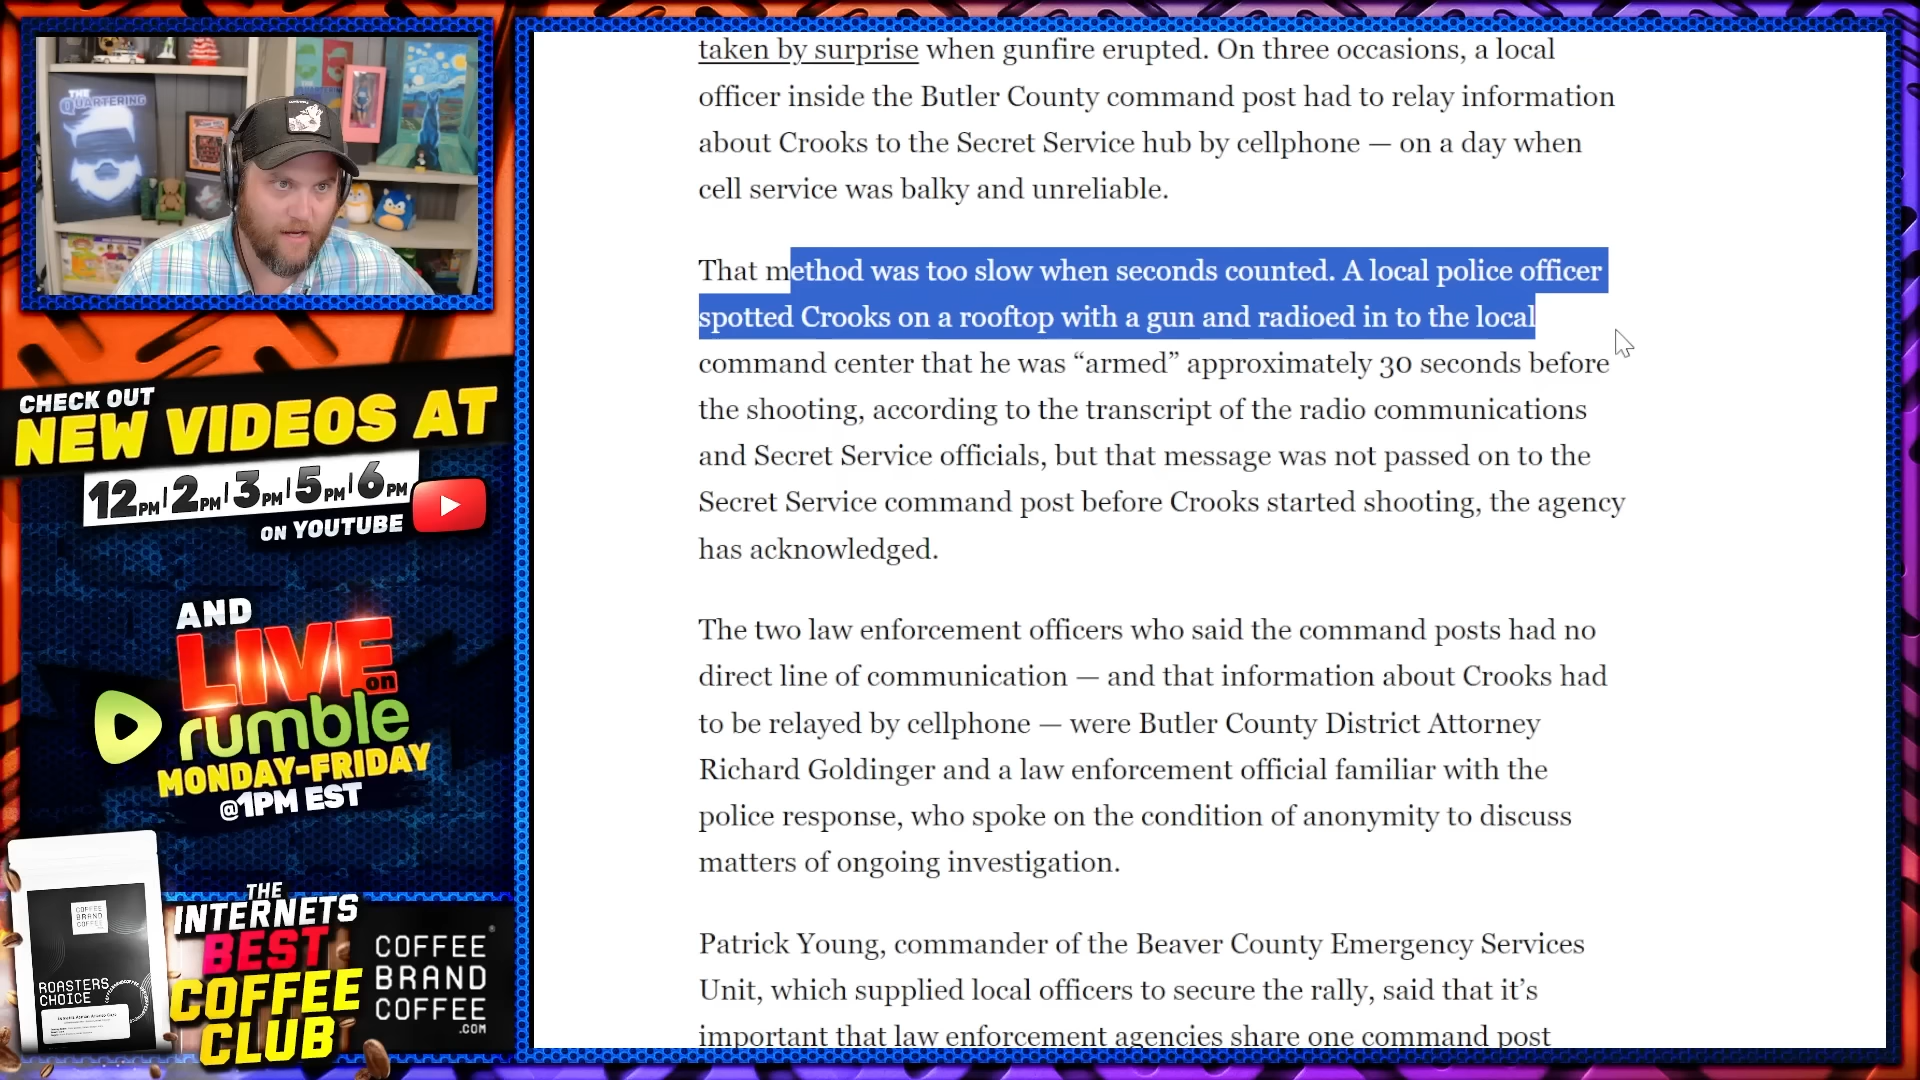 THE
QUARTERING
taken by surprise when gunfire erupted. On three occasions, a local
officer inside the Butler County command post had to relay information
about Crooks to the Secret Service hub by cellphone — on a day when
cell service was balky and unreliable.
That method was too slow when seconds counted. A local police officer
spotted Crooks on a rooftop with a gun and radioed in to the local
command center that he was “armed” approximately 30 seconds before
the shooting, according to the transcript of the radio communications
and Secret Service officials, but that message was not passed on to the
Secret Service command post before Crooks started shooting, the agency
has acknowledged.
The two law enforcement officers who said the command posts had no
direct line of communication — and that information about Crooks had
to be relayed by cellphone — were Butler County District Attorney
Richard Goldinger and a law enforcement official familiar with the
police response, who spoke on the condition of anonymity to discuss
matters of ongoing investigation.
Patrick Young, commander of the Beaver County Emergency Services
Unit, which supplied local officers to secure the rally, said that it’s
important that law enforcement agencies share one command post
CHECK OUT
NEW VIDEOS AT
12PM | 2PM | 3PM | 5PM | 6PM
ON YOUTUBE
AND
LIVE on
rumble
MONDAY-FRIDAY
@1PM EST
COFFEE
BRAND
COFFEE
ROASTERS
CHOICE
THE
INTERNETS
BEST
COFFEE
CLUB
COFFEE®
BRAND
COFFEE
.COM